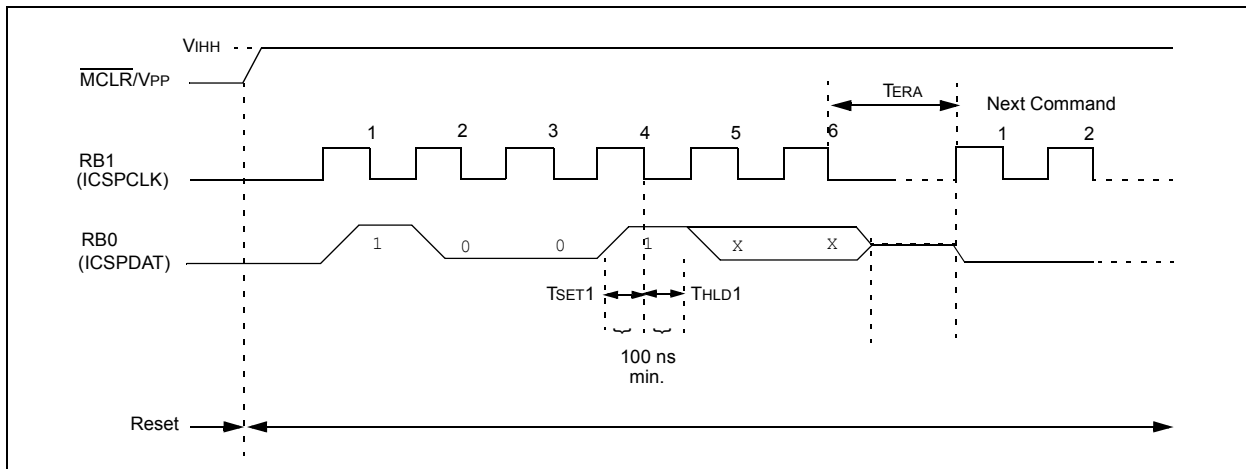 VIHH
MCLR/VPP
TERA
Next Command
1 2 3 4 5 6 1 2
RB1
(ICSPCLK)
RB0
(ICSPDAT)
1 0 0 1 X X
TSET1 THLD1
100 ns
min.
Reset